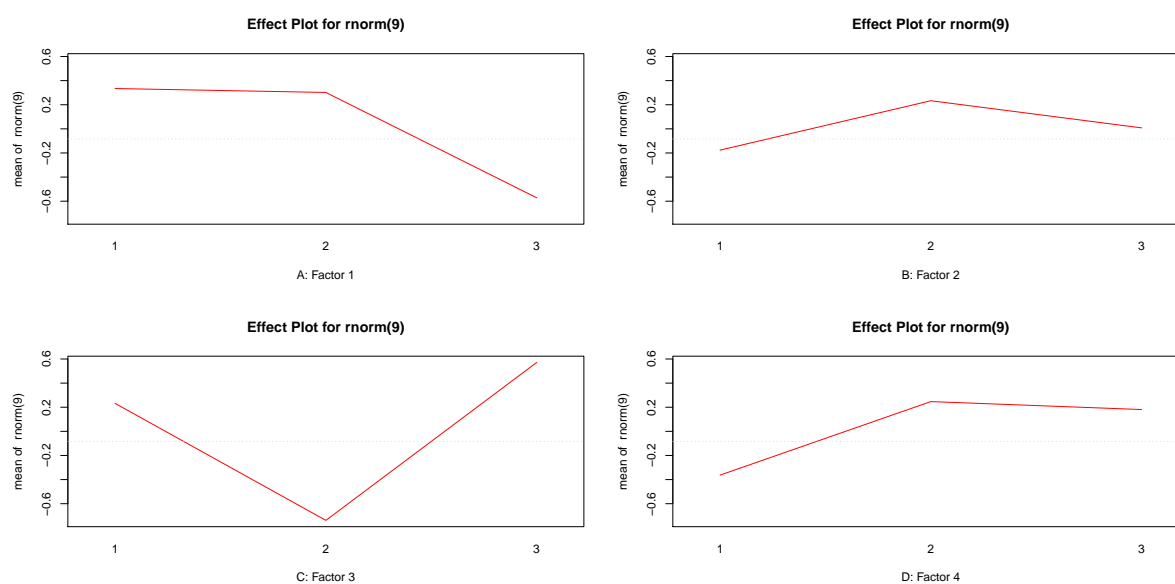 Effect Plot for rnorm(9)
mean of rnorm(9)
0.6
0.2
−0.2
−0.6
1 2 3
A: Factor 1
Effect Plot for rnorm(9)
mean of rnorm(9)
0.6
0.2
−0.2
−0.6
1 2 3
B: Factor 2
Effect Plot for rnorm(9)
mean of rnorm(9)
0.6
0.2
−0.2
−0.6
1 2 3
C: Factor 3
Effect Plot for rnorm(9)
mean of rnorm(9)
0.6
0.2
−0.2
−0.6
1 2 3
D: Factor 4